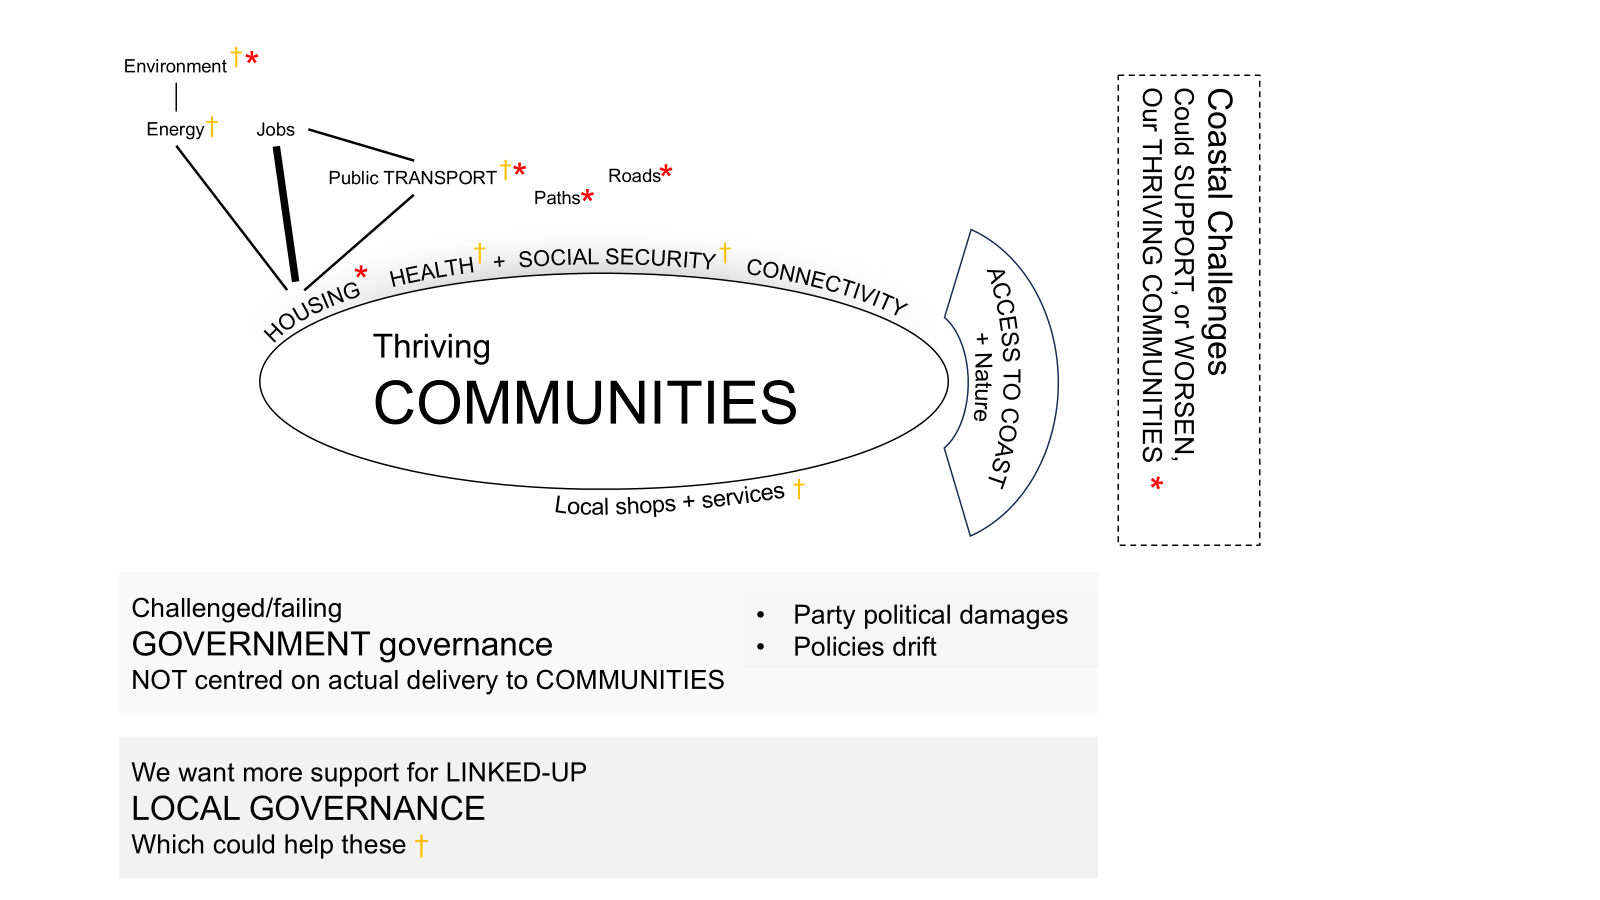 Environment†*
Energy†
Jobs
Public TRANSPORT†*
Roads*
Paths*
HOUSING* HEALTH† + SOCIAL SECURITY† CONNECTIVITY
Thriving
COMMUNITIES
Local shops + services †
ACCESS TO COAST
+ Nature
Coastal Challenges
Could SUPPORT, or WORSEN,
Our THRIVING COMMUNITIES *
Challenged/failing
GOVERNMENT governance
NOT centred on actual delivery to COMMUNITIES
• Party political damages
• Policies drift
We want more support for LINKED-UP
LOCAL GOVERNANCE
Which could help these †